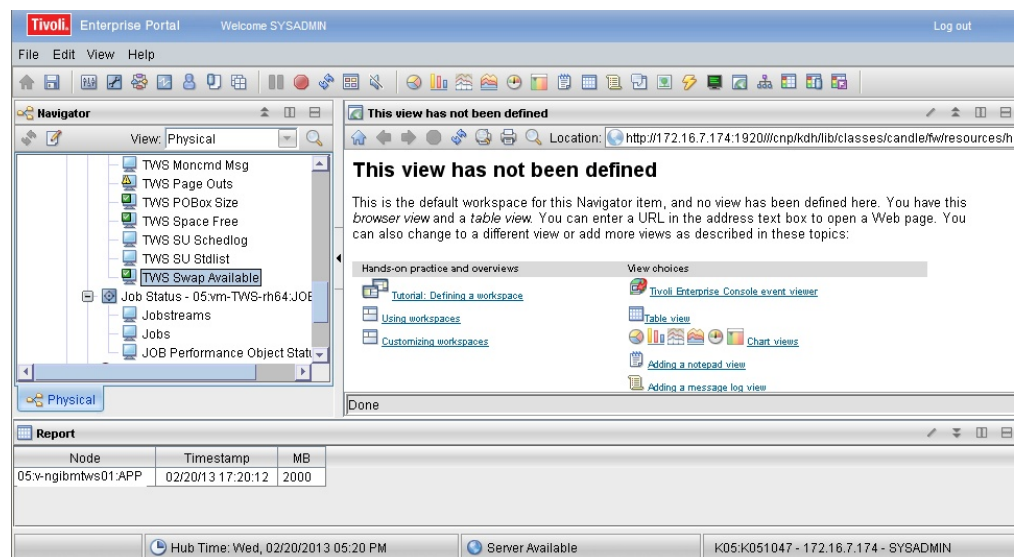 Tivoli. Enterprise Portal Welcome SYSADMIN Log out
File Edit View Help
Navigator
View: Physical
TWS Moncmd Msg
TWS Page Outs
TWS POBox Size
TWS Space Free
TWS SU Schedlog
TWS SU Stdlist
TWS Swap Available
Job Status - 05:vm-TWS-rh64:JOE
Jobstreams
Jobs
JOB Performance Object Statu
Physical
This view has not been defined
Location: http://172.16.7.174:1920///cnp/kdh/lib/classes/candle/fw/resources/h
This view has not been defined
This is the default workspace for this Navigator item, and no view has been defined here. You have this
browser view and a table view. You can enter a URL in the address text box to open a Web page. You
can also change to a different view or add more views as described in these topics:
Hands-on practice and overviews
Tutorial: Defining a workspace
Using workspaces
Customizing workspaces
View choices
Tivoli Enterprise Console event viewer
Table view
Chart views
Adding a notepad view
Adding a message log view
Done
Report
Node Timestamp MB
05:v-ngibmtws01:APP 02/20/13 17:20:12 2000
Hub Time: Wed, 02/20/2013 05:20 PM Server Available K05:K051047 - 172.16.7.174 - SYSADMIN